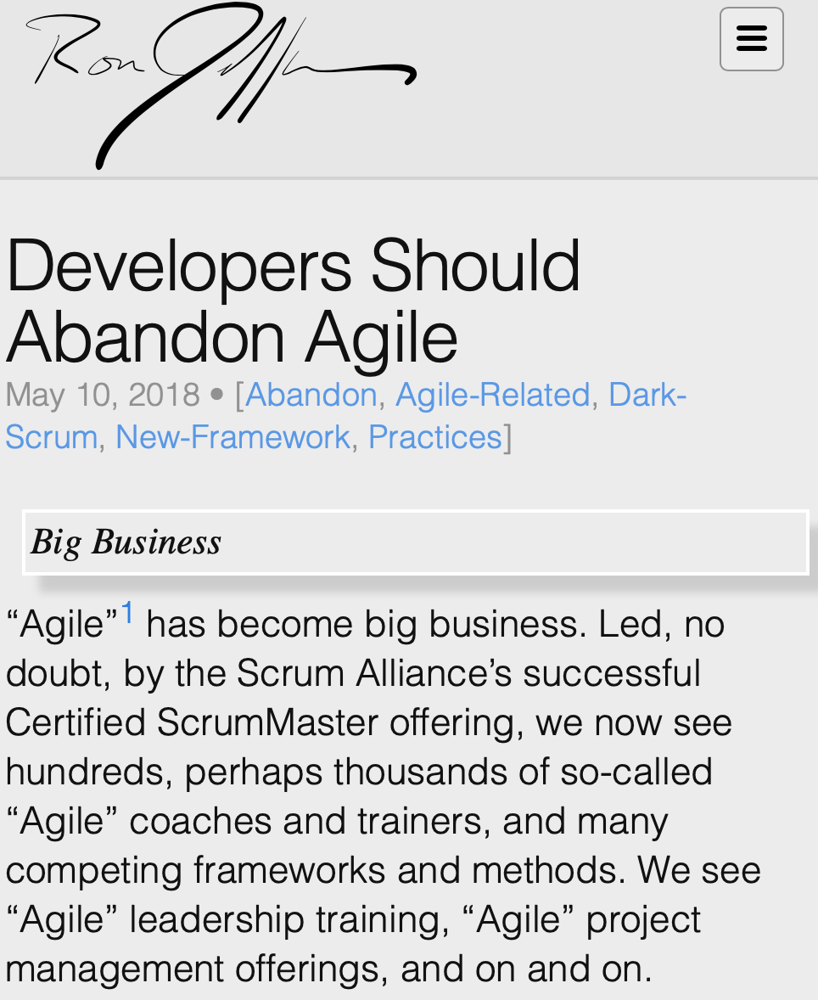 Ron Jeffries
Developers Should
Abandon Agile
May 10, 2018 • [Abandon, Agile-Related, Dark-
Scrum, New-Framework, Practices]
Big Business
“Agile”1 has become big business. Led, no
doubt, by the Scrum Alliance’s successful
Certified ScrumMaster offering, we now see
hundreds, perhaps thousands of so-called
“Agile” coaches and trainers, and many
competing frameworks and methods. We see
“Agile” leadership training, “Agile” project
management offerings, and on and on.